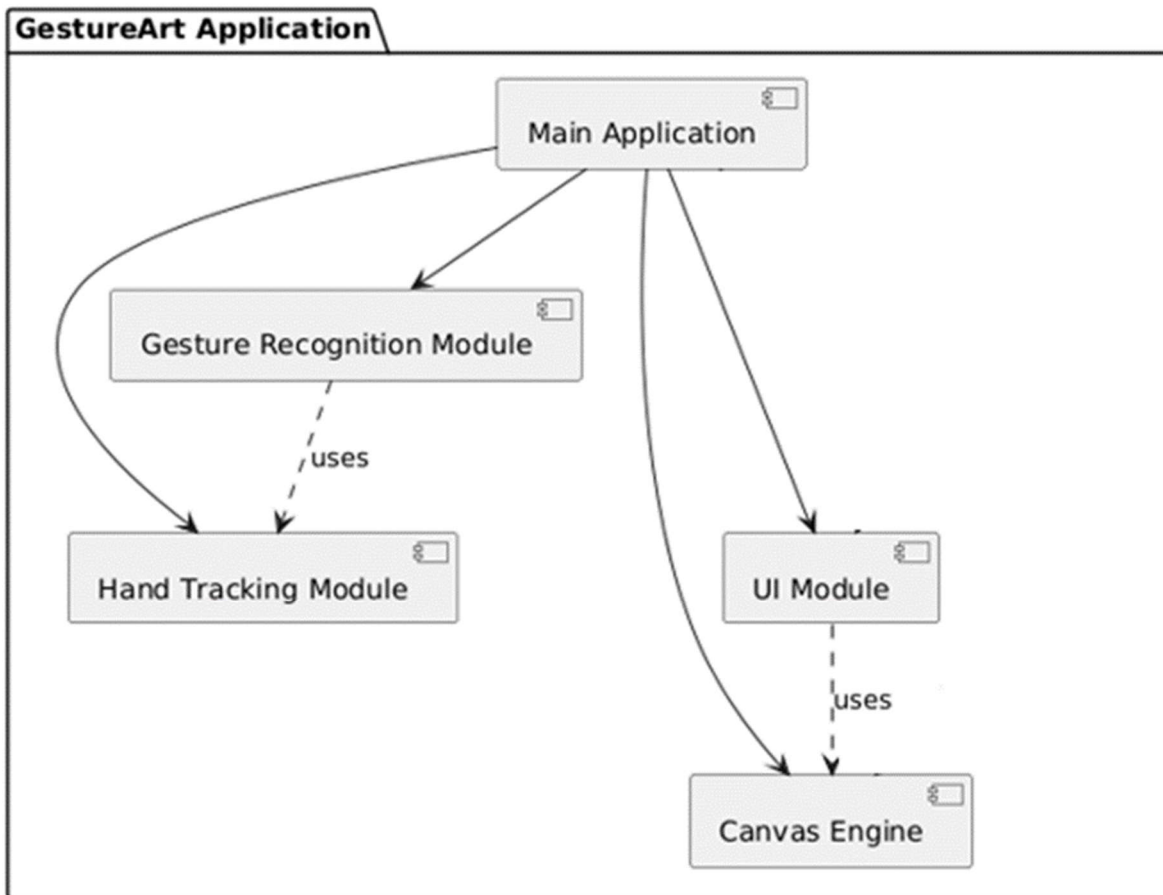 GestureArt Application
Main Application
Gesture Recognition Module
uses
Hand Tracking Module
UI Module
uses
Canvas Engine